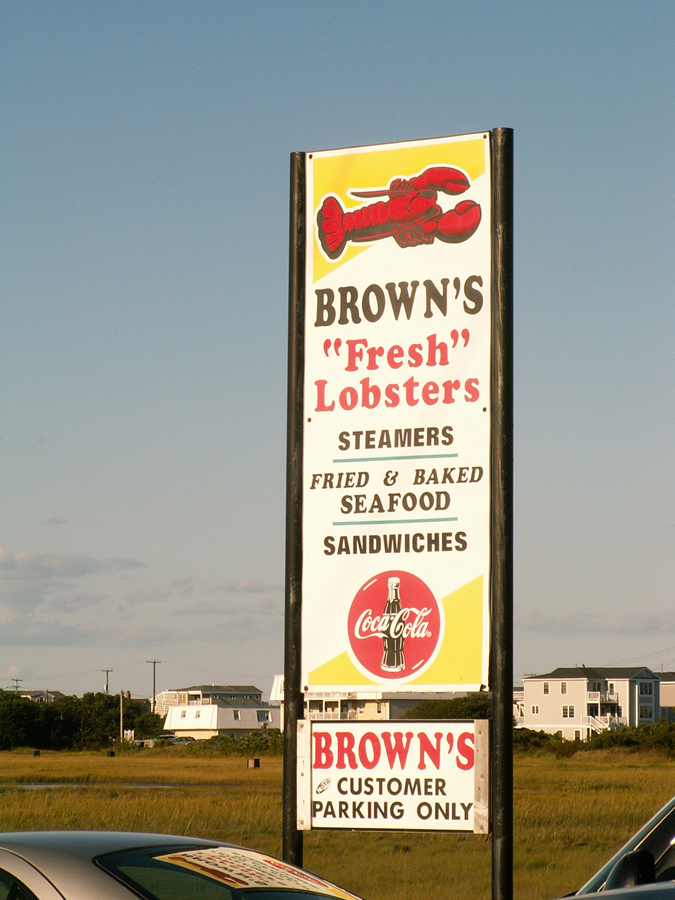 BROWN'S
"Fresh"
Lobsters
STEAMERS
FRIED & BAKED
SEAFOOD
SANDWICHES
Coca-Cola
BROWN'S
CUSTOMER
PARKING ONLY